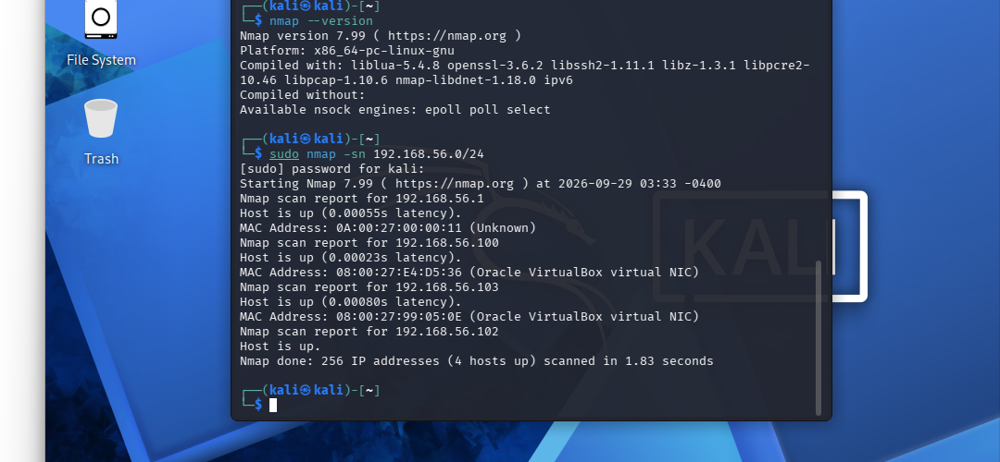 File System
Trash
┌──(kali㉿kali)-[~]
└─$ nmap --version
Nmap version 7.99 ( https://nmap.org )
Platform: x86_64-pc-linux-gnu
Compiled with: liblua-5.4.8 openssl-3.6.2 libssh2-1.11.1 libz-1.3.1 libpcre2-
10.46 libpcap-1.10.6 nmap-libdnet-1.18.0 ipv6
Compiled without:
Available nsock engines: epoll poll select
┌──(kali㉿kali)-[~]
└─$ sudo nmap -sn 192.168.56.0/24
[sudo] password for kali:
Starting Nmap 7.99 ( https://nmap.org ) at 2026-09-29 03:33 -0400
Nmap scan report for 192.168.56.1
Host is up (0.00055s latency).
MAC Address: 0A:00:27:00:00:11 (Unknown)
Nmap scan report for 192.168.56.100
Host is up (0.00023s latency).
MAC Address: 08:00:27:E4:D5:36 (Oracle VirtualBox virtual NIC)
Nmap scan report for 192.168.56.103
Host is up (0.00080s latency).
MAC Address: 08:00:27:99:05:0E (Oracle VirtualBox virtual NIC)
Nmap scan report for 192.168.56.102
Host is up.
Nmap done: 256 IP addresses (4 hosts up) scanned in 1.83 seconds
┌──(kali㉿kali)-[~]
└─$
KALI